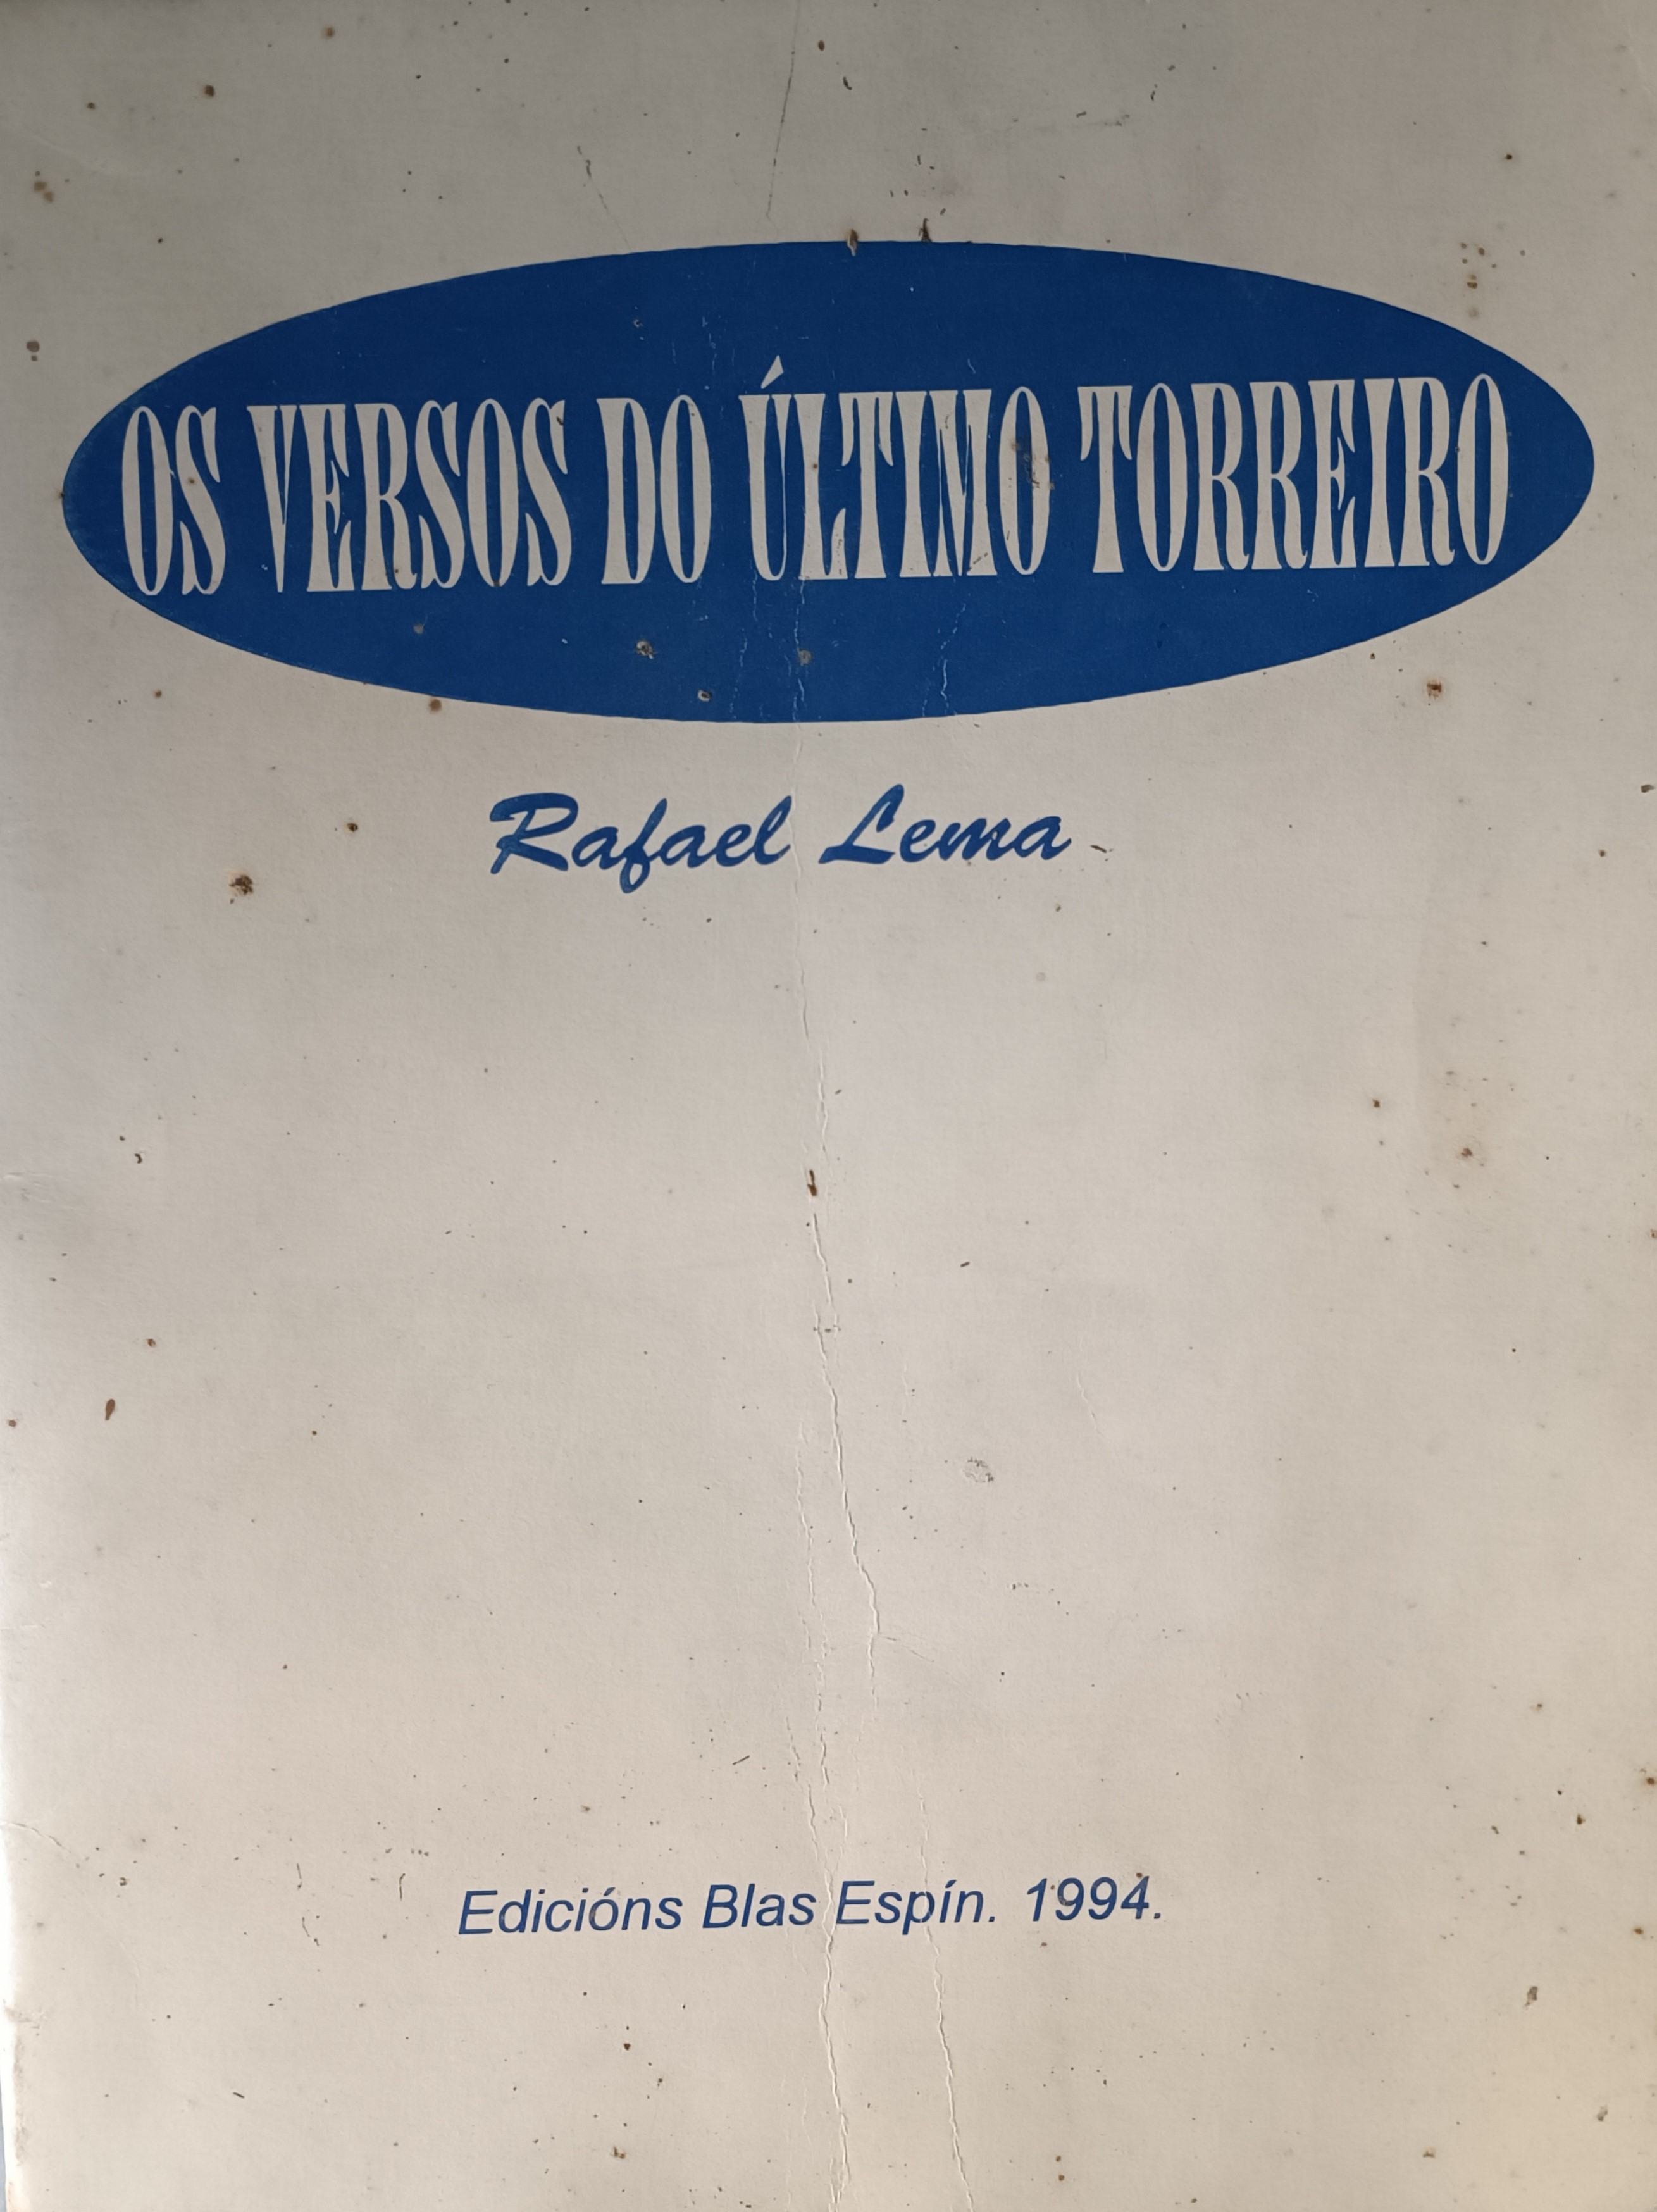 OS VERSOS DO ÚLTIMO TORREIRO
Rafael Lema
Edicións Blas Espín. 1994.